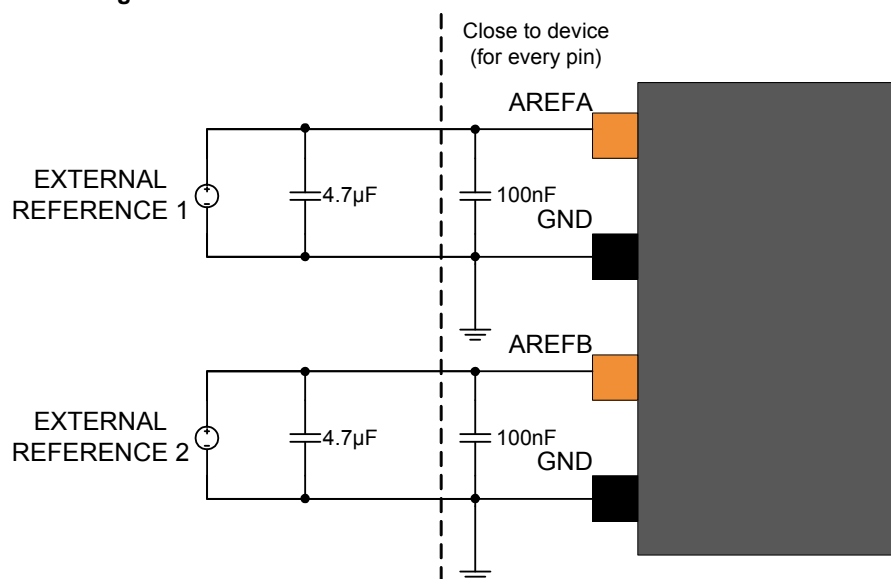 Close to device
(for every pin)
AREFA
EXTERNAL
REFERENCE 1
4.7µF
100nF
GND
AREFB
EXTERNAL
REFERENCE 2
4.7µF
100nF
GND